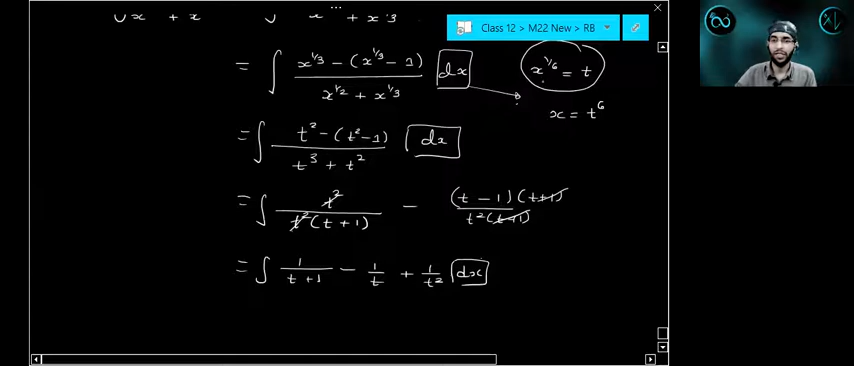 Class 12 > M22 New > RB
= ∫ (x^{1/3} - (x^{1/3} - 1)) / (x^{1/2} + x^{1/3}) dx
x^{1/6} = t
x = t^6
= ∫ (t^2 - (t^2 - 1)) / (t^3 + t^2) dx
= ∫ t^2 / (t^2(t + 1)) - ((t - 1)(t+1)) / (t^2(t+1))
= ∫ 1/(t + 1) - 1/t + 1/t^2 dx